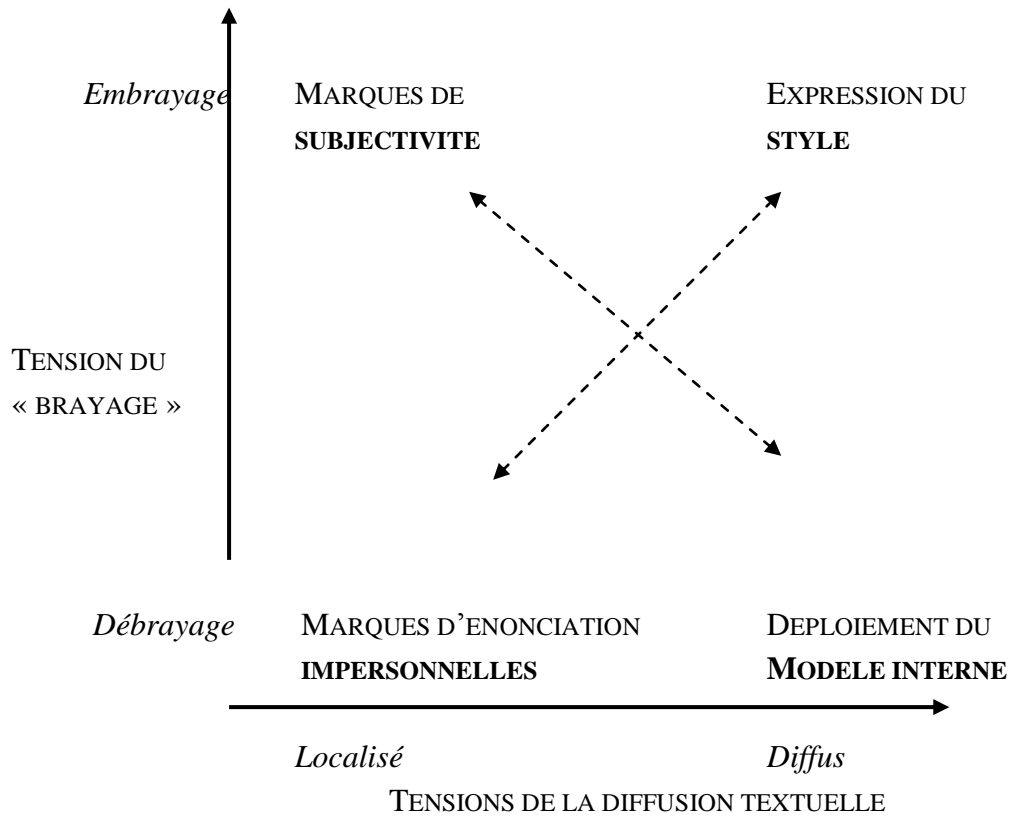 Embrayage
MARQUES DE
SUBJECTIVITE
EXPRESSION DU
STYLE
TENSION DU
« BRAYAGE »
Débrayage
MARQUES D’ENONCIATION
IMPERSONNELLES
DEPLOIEMENT DU
MODELE INTERNE
Localisé
Diffus
TENSIONS DE LA DIFFUSION TEXTUELLE